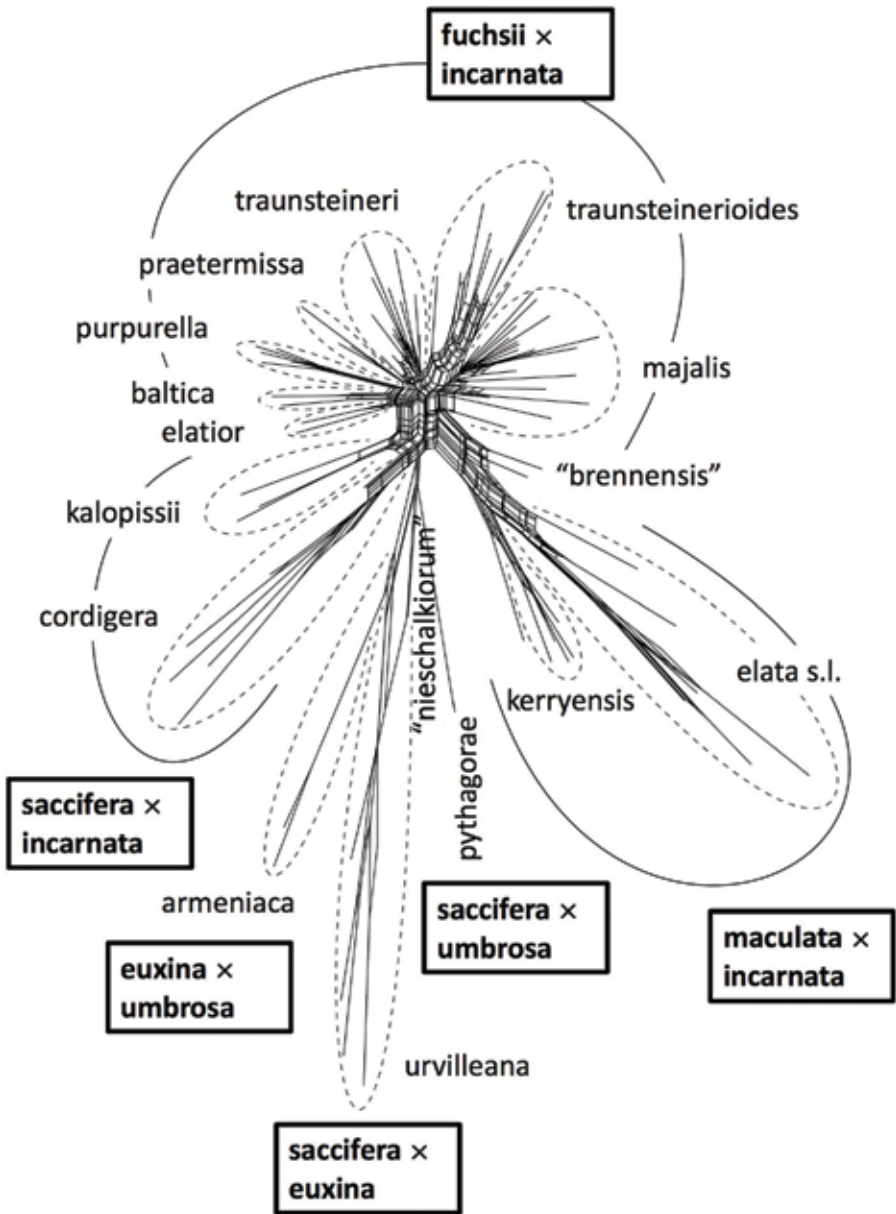 fuchsii ×
incarnata
traunsteineri
traunsteinerioides
praetermissa
purpurella
majalis
baltica
elatior
"brennensis"
kalopissii
"nieschalkiorum"
cordigera
elata s.l.
kerryensis
pythagorae
saccifera ×
incarnata
armeniaca
saccifera ×
umbrosa
maculata ×
incarnata
euxina ×
umbrosa
urvilleana
saccifera ×
euxina